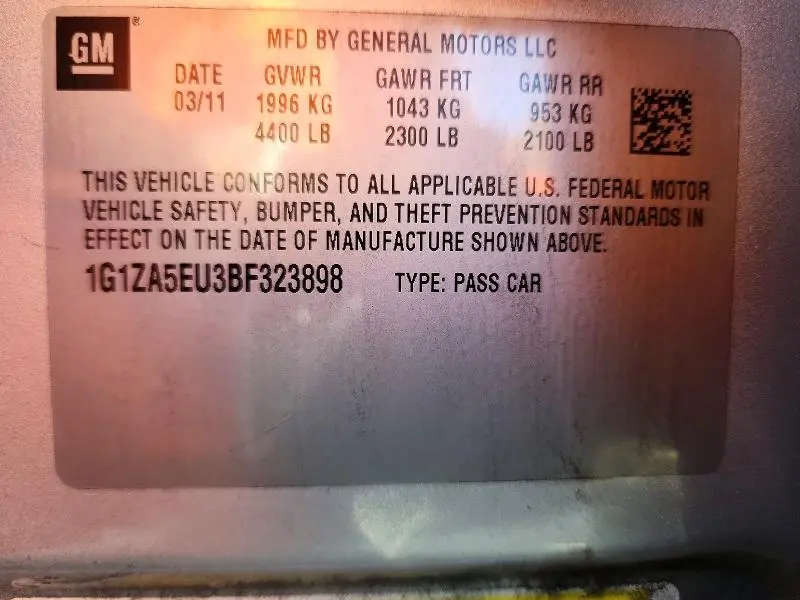 GM® MFD BY GENERAL MOTORS LLC
DATE GVWR GAWR FRT GAWR RR
03/11 1996 KG 1043 KG 953 KG
4400 LB 2300 LB 2100 LB
THIS VEHICLE CONFORMS TO ALL APPLICABLE U.S. FEDERAL MOTOR
VEHICLE SAFETY, BUMPER, AND THEFT PREVENTION STANDARDS IN
EFFECT ON THE DATE OF MANUFACTURE SHOWN ABOVE.
1G1ZA5EU3BF323898 TYPE: PASS CAR